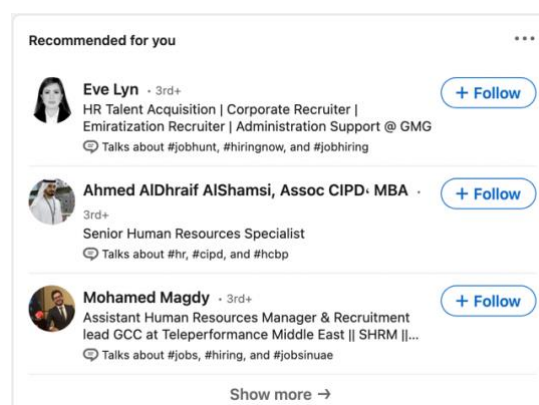 Recommended for you
Eve Lyn · 3rd+
+ Follow
HR Talent Acquisition | Corporate Recruiter |
Emiratization Recruiter | Administration Support @ GMG
Talks about #jobhunt, #hiringnow, and #jobhiring
Ahmed AlDhraif AlShamsi, Assoc CIPD· MBA ·
+ Follow
3rd+
Senior Human Resources Specialist
Talks about #hr, #cipd, and #hcbp
Mohamed Magdy · 3rd+
+ Follow
Assistant Human Resources Manager & Recruitment
lead GCC at Teleperformance Middle East || SHRM ||...
Talks about #jobs, #hiring, and #jobsinuae
Show more →